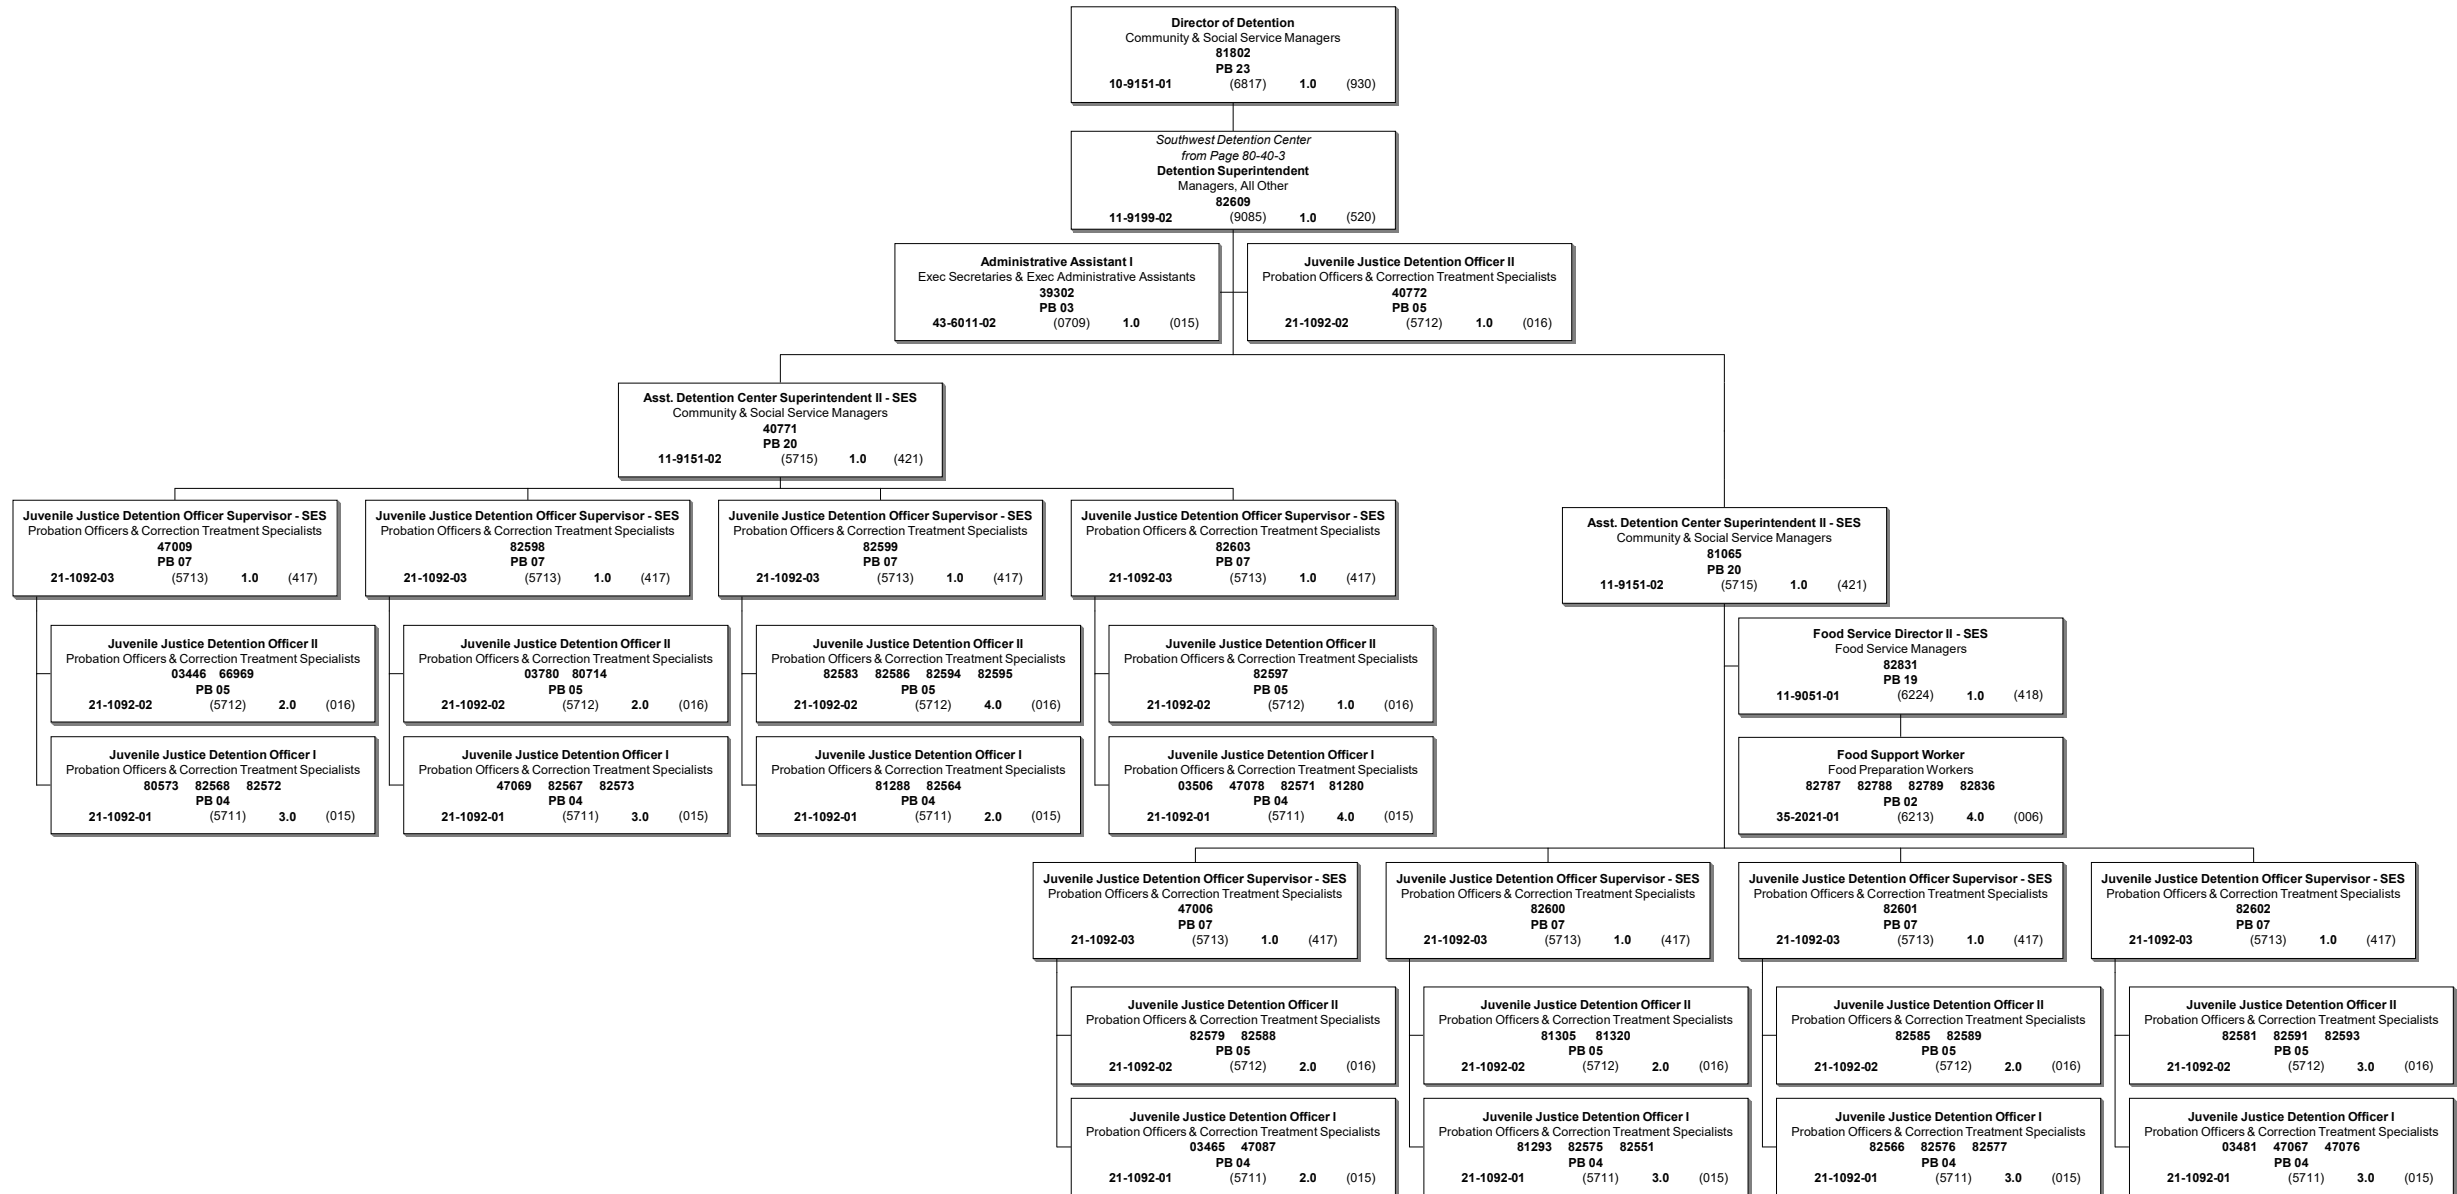 Director of Detention
Community & Social Service Managers
81802
PB 23
10-9151-01 (6817) 1.0 (930)
Southwest Detention Center
from Page 80-40-3
Detention Superintendent
Managers, All Other
82609
11-9199-02 (9085) 1.0 (520)
Administrative Assistant I
Exec Secretaries & Exec Administrative Assistants
39302
PB 03
43-6011-02 (0709) 1.0 (015)
Juvenile Justice Detention Officer II
Probation Officers & Correction Treatment Specialists
40772
PB 05
21-1092-02 (5712) 1.0 (016)
Asst. Detention Center Superintendent II - SES
Community & Social Service Managers
40771
PB 20
11-9151-02 (5715) 1.0 (421)
Juvenile Justice Detention Officer Supervisor - SES
Probation Officers & Correction Treatment Specialists
47009
PB 07
21-1092-03 (5713) 1.0 (417)
Juvenile Justice Detention Officer Supervisor - SES
Probation Officers & Correction Treatment Specialists
82598
PB 07
21-1092-03 (5713) 1.0 (417)
Juvenile Justice Detention Officer Supervisor - SES
Probation Officers & Correction Treatment Specialists
82599
PB 07
21-1092-03 (5713) 1.0 (417)
Juvenile Justice Detention Officer Supervisor - SES
Probation Officers & Correction Treatment Specialists
82603
PB 07
21-1092-03 (5713) 1.0 (417)
Asst. Detention Center Superintendent II - SES
Community & Social Service Managers
81065
PB 20
11-9151-02 (5715) 1.0 (421)
Juvenile Justice Detention Officer II
Probation Officers & Correction Treatment Specialists
03446 66969
PB 05
21-1092-02 (5712) 2.0 (016)
Juvenile Justice Detention Officer II
Probation Officers & Correction Treatment Specialists
03780 80714
PB 05
21-1092-02 (5712) 2.0 (016)
Juvenile Justice Detention Officer II
Probation Officers & Correction Treatment Specialists
82583 82586 82594 82595
PB 05
21-1092-02 (5712) 4.0 (016)
Juvenile Justice Detention Officer II
Probation Officers & Correction Treatment Specialists
82597
PB 05
21-1092-02 (5712) 1.0 (016)
Food Service Director II - SES
Food Service Managers
82831
PB 19
11-9051-01 (6224) 1.0 (418)
Juvenile Justice Detention Officer I
Probation Officers & Correction Treatment Specialists
80573 82568 82572
PB 04
21-1092-01 (5711) 3.0 (015)
Juvenile Justice Detention Officer I
Probation Officers & Correction Treatment Specialists
47069 82567 82573
PB 04
21-1092-01 (5711) 3.0 (015)
Juvenile Justice Detention Officer I
Probation Officers & Correction Treatment Specialists
81288 82564
PB 04
21-1092-01 (5711) 2.0 (015)
Juvenile Justice Detention Officer I
Probation Officers & Correction Treatment Specialists
03506 47078 82571 81280
PB 04
21-1092-01 (5711) 4.0 (015)
Food Support Worker
Food Preparation Workers
82787 82788 82789 82836
PB 02
35-2021-01 (6213) 4.0 (006)
Juvenile Justice Detention Officer Supervisor - SES
Probation Officers & Correction Treatment Specialists
47006
PB 07
21-1092-03 (5713) 1.0 (417)
Juvenile Justice Detention Officer Supervisor - SES
Probation Officers & Correction Treatment Specialists
82600
PB 07
21-1092-03 (5713) 1.0 (417)
Juvenile Justice Detention Officer Supervisor - SES
Probation Officers & Correction Treatment Specialists
82601
PB 07
21-1092-03 (5713) 1.0 (417)
Juvenile Justice Detention Officer Supervisor - SES
Probation Officers & Correction Treatment Specialists
82602
PB 07
21-1092-03 (5713) 1.0 (417)
Juvenile Justice Detention Officer II
Probation Officers & Correction Treatment Specialists
82579 82588
PB 05
21-1092-02 (5712) 2.0 (016)
Juvenile Justice Detention Officer II
Probation Officers & Correction Treatment Specialists
81305 81320
PB 05
21-1092-02 (5712) 2.0 (016)
Juvenile Justice Detention Officer II
Probation Officers & Correction Treatment Specialists
82585 82589
PB 05
21-1092-02 (5712) 2.0 (016)
Juvenile Justice Detention Officer II
Probation Officers & Correction Treatment Specialists
82581 82591 82593
PB 05
21-1092-02 (5712) 3.0 (016)
Juvenile Justice Detention Officer I
Probation Officers & Correction Treatment Specialists
03465 47087
PB 04
21-1092-01 (5711) 2.0 (015)
Juvenile Justice Detention Officer I
Probation Officers & Correction Treatment Specialists
81293 82575 82551
PB 04
21-1092-01 (5711) 3.0 (015)
Juvenile Justice Detention Officer I
Probation Officers & Correction Treatment Specialists
82566 82576 82577
PB 04
21-1092-01 (5711) 3.0 (015)
Juvenile Justice Detention Officer I
Probation Officers & Correction Treatment Specialists
03481 47067 47076
PB 04
21-1092-01 (5711) 3.0 (015)